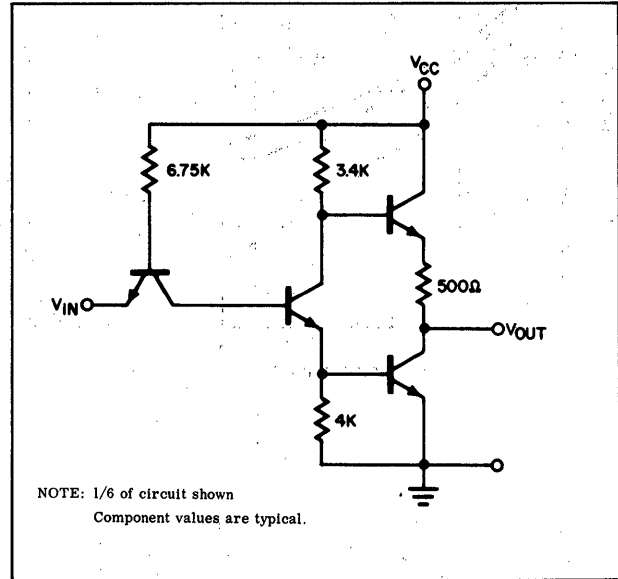 VCC
6.75K
3.4K
500Ω
VIN
VOUT
4K
NOTE: 1/6 of circuit shown
Component values are typical.